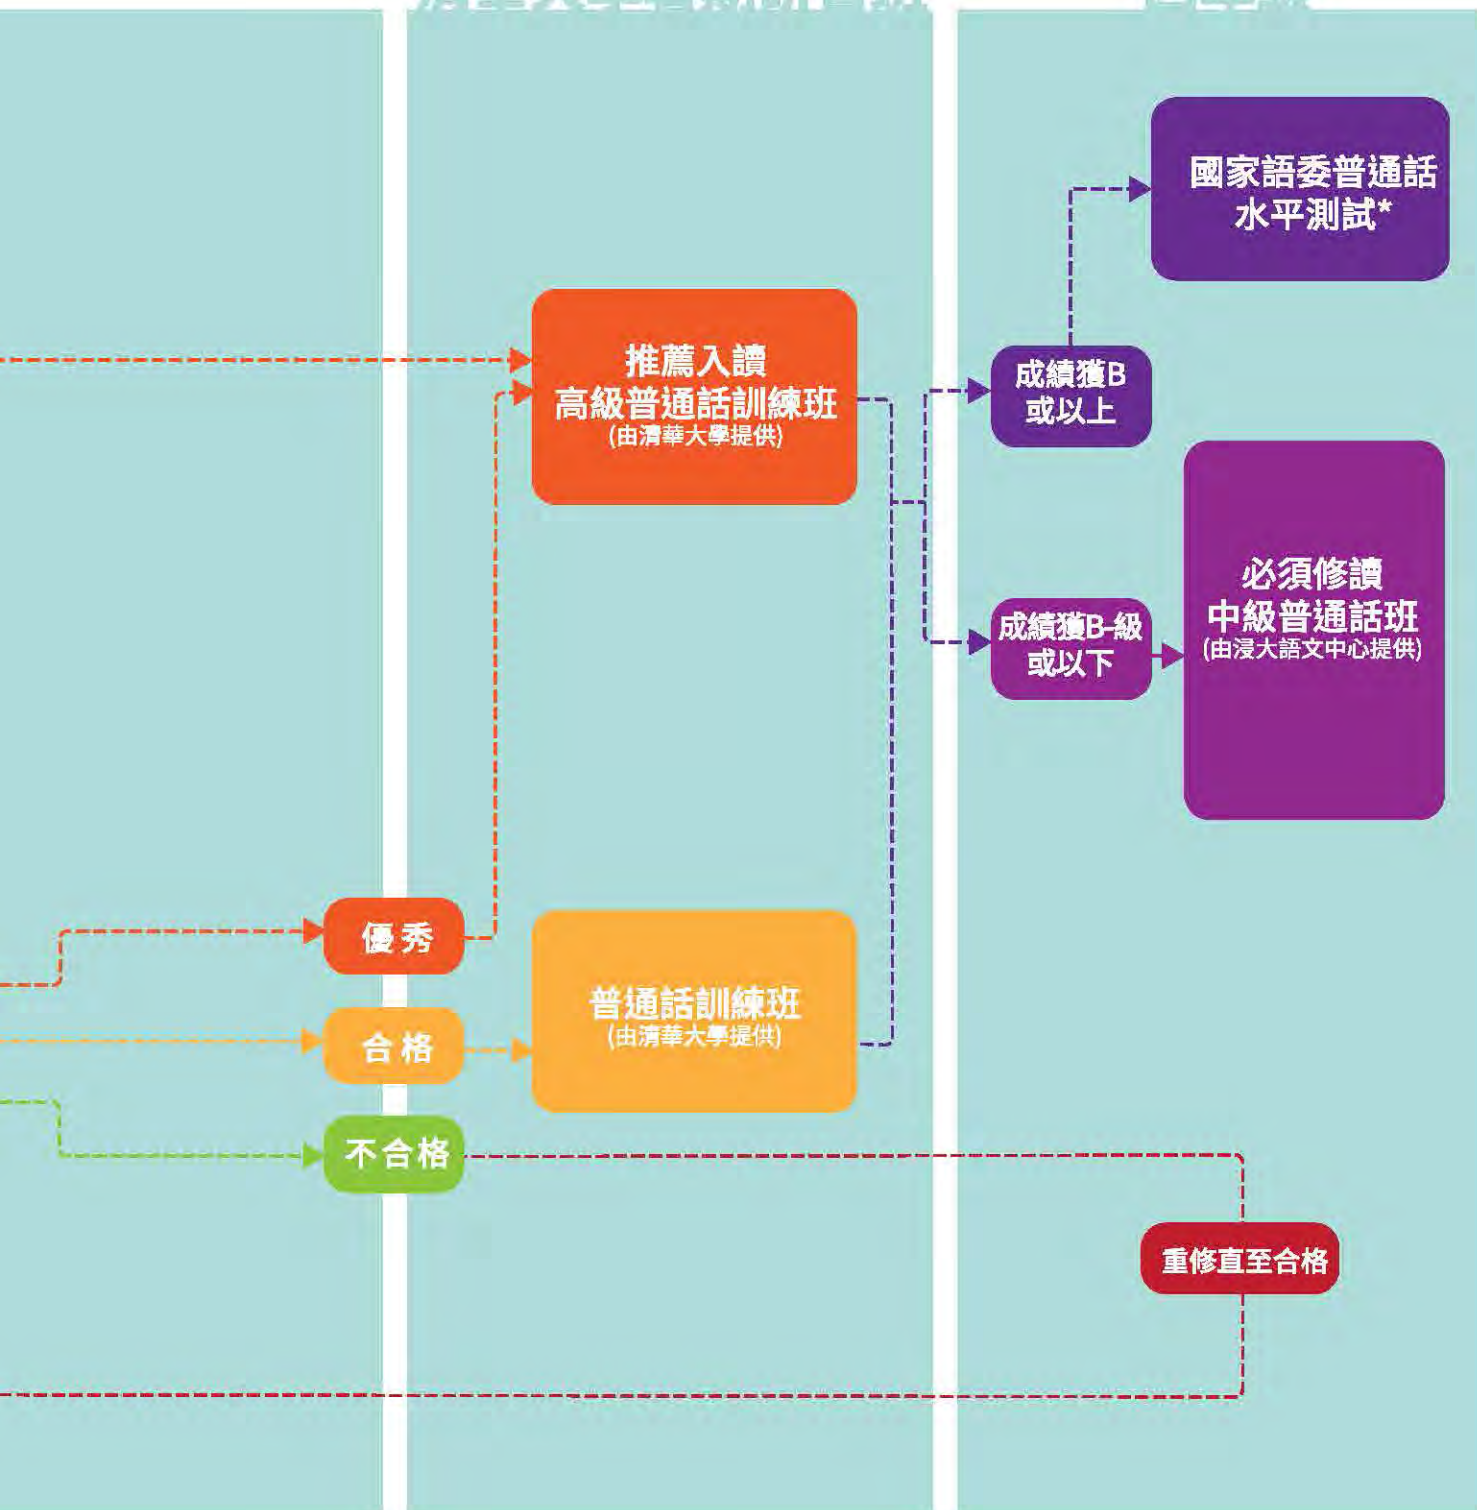 國家語委普通話
水平測試*
推薦入讀
高級普通話訓練班
(由清華大學提供)
成績獲B
或以上
必須修讀
中級普通話班
(由浸大語文中心提供)
成績獲B-級
或以下
優秀
普通話訓練班
(由清華大學提供)
合格
不合格
重修直至合格